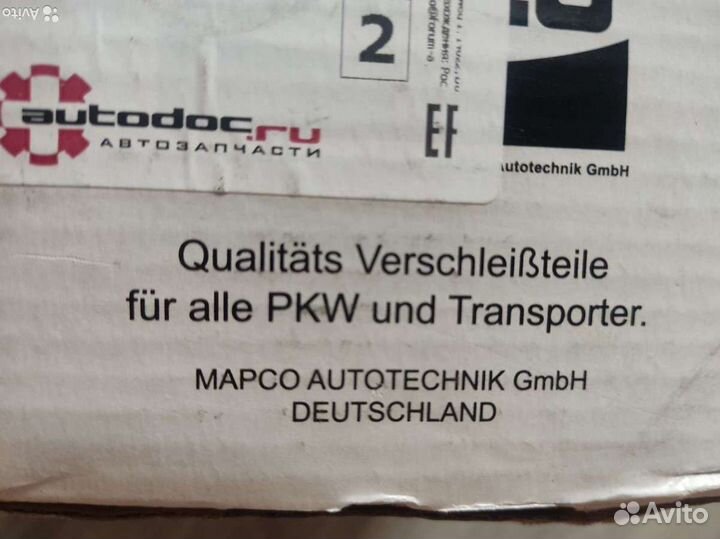 Avito
2
autodoc.ru
АВТОЗАПЧАСТИ
Autotechnik GmbH
Qualitäts Verschleißteile
für alle PKW und Transporter.
MAPCO AUTOTECHNIK GmbH
DEUTSCHLAND
Avito